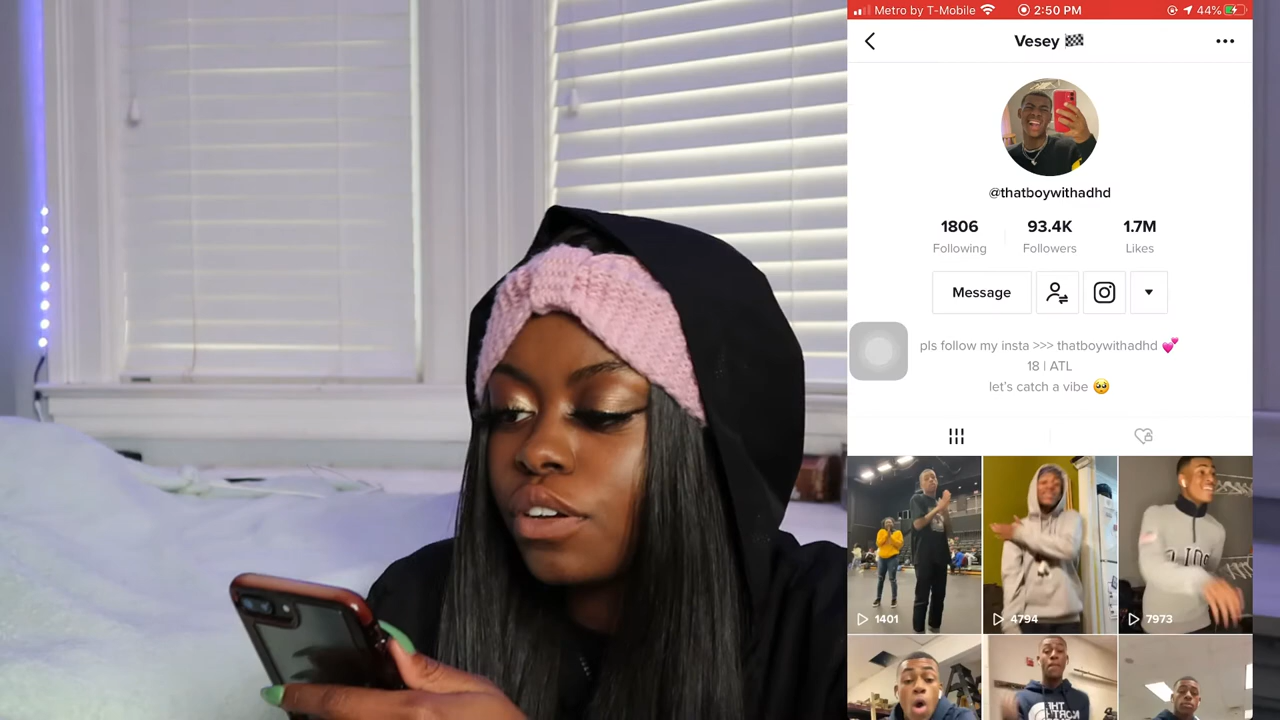 Metro by T-Mobile 2:50 PM 44%
Vesey 🏁
@thatboywithadhd
1806 93.4K 1.7M
Following Followers Likes
Message
pls follow my insta >>> thatboywithadhd 💕
18 | ATL
let's catch a vibe 🥺
1401 4794 7973